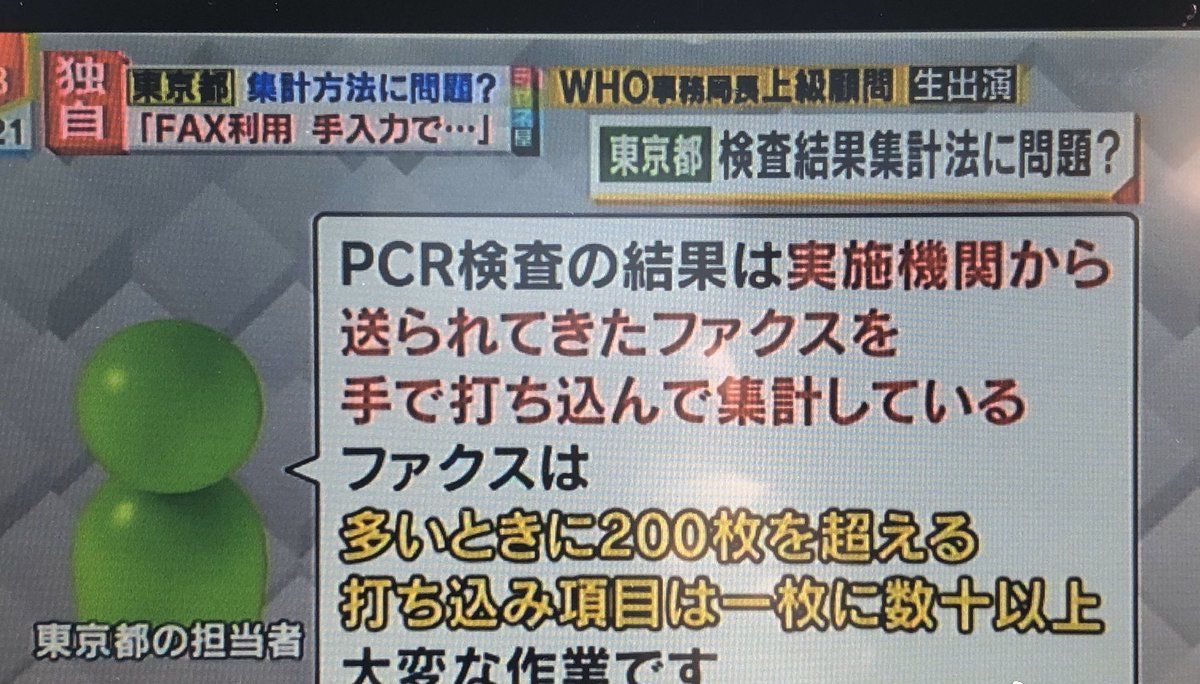 独自
東京都 集計方法に問題？
「FAX利用 手入力で…」
WHO事務局長上級顧問 生出演
東京都 検査結果集計法に問題？
21
PCR検査の結果は実施機関から
送られてきたファクスを
手で打ち込んで集計している
ファクスは
多いときに200枚を超える
打ち込み項目は一枚に数十以上
大変な作業です
東京都の担当者